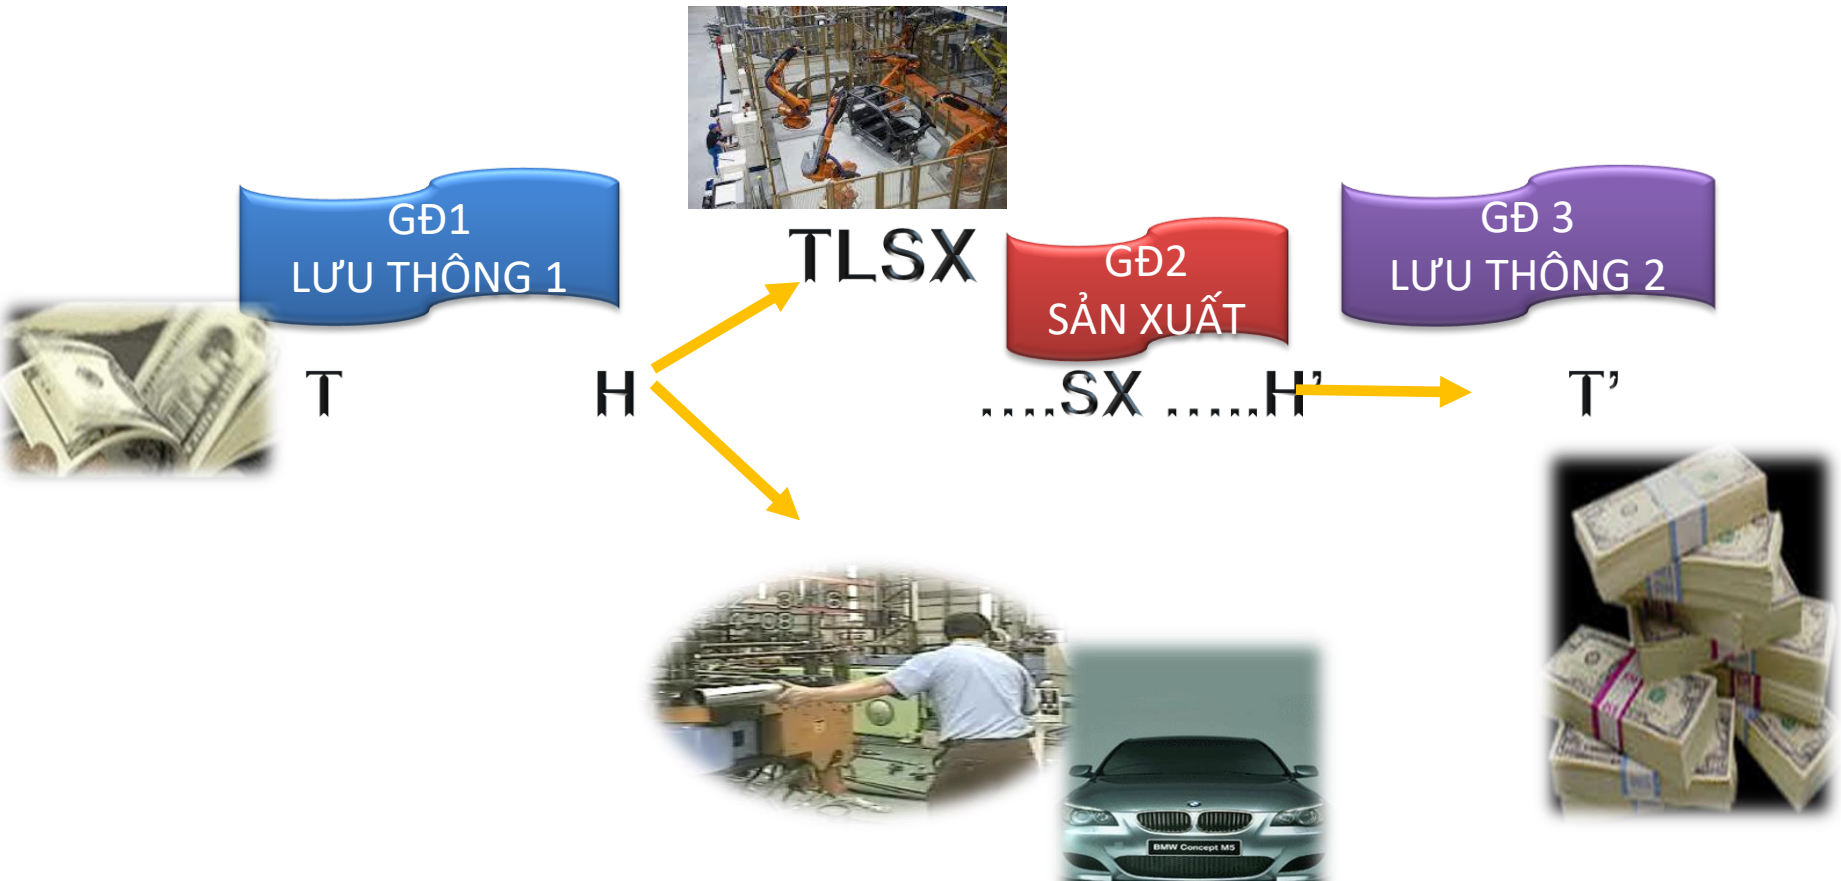 GĐ1
LƯU THÔNG 1
TLSX
GĐ2
SẢN XUẤT
GĐ 3
LƯU THÔNG 2
T
H
....SX .....H’
T’
BMW Concept M5